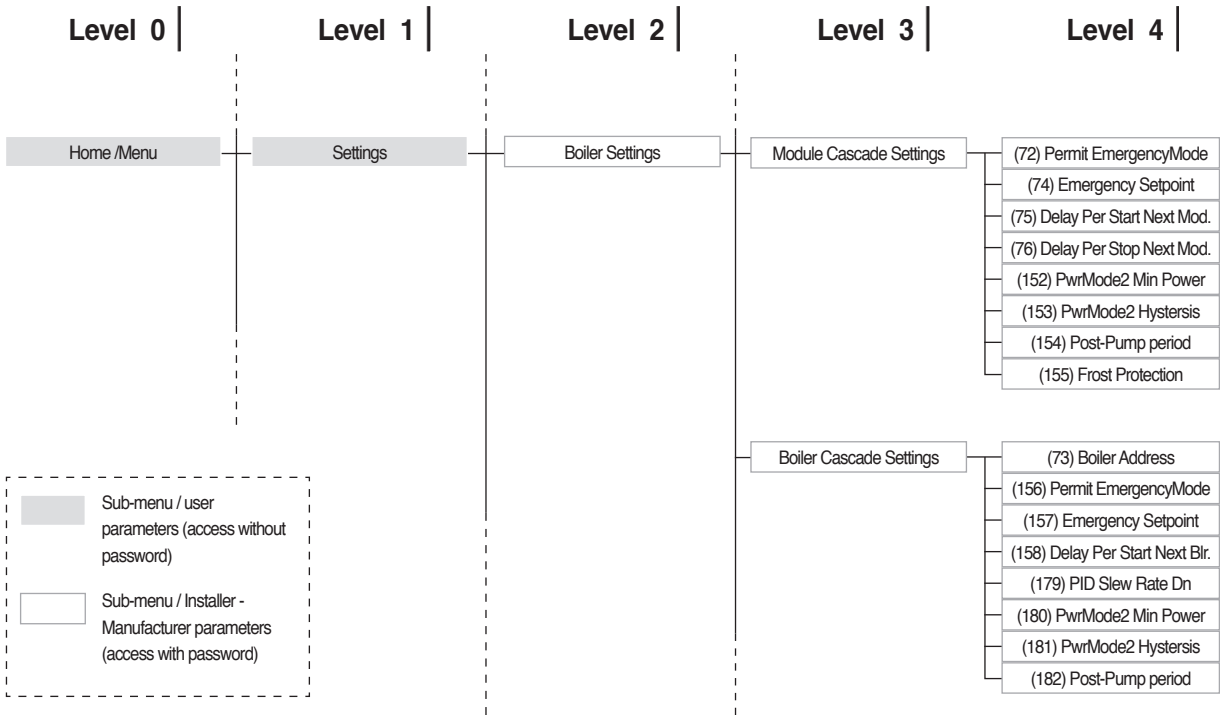 Level 0
Level 1
Level 2
Level 3
Level 4
Home /Menu
Settings
Boiler Settings
Module Cascade Settings
(72) Permit EmergencyMode
(74) Emergency Setpoint
(75) Delay Per Start Next Mod.
(76) Delay Per Stop Next Mod.
(152) PwrMode2 Min Power
(153) PwrMode2 Hystersis
(154) Post-Pump period
(155) Frost Protection
Boiler Cascade Settings
(73) Boiler Address
(156) Permit EmergencyMode
(157) Emergency Setpoint
(158) Delay Per Start Next Blr.
(179) PID Slew Rate Dn
(180) PwrMode2 Min Power
(181) PwrMode2 Hystersis
(182) Post-Pump period
Sub-menu / user
parameters (access without
password)
Sub-menu / Installer -
Manufacturer parameters
(access with password)